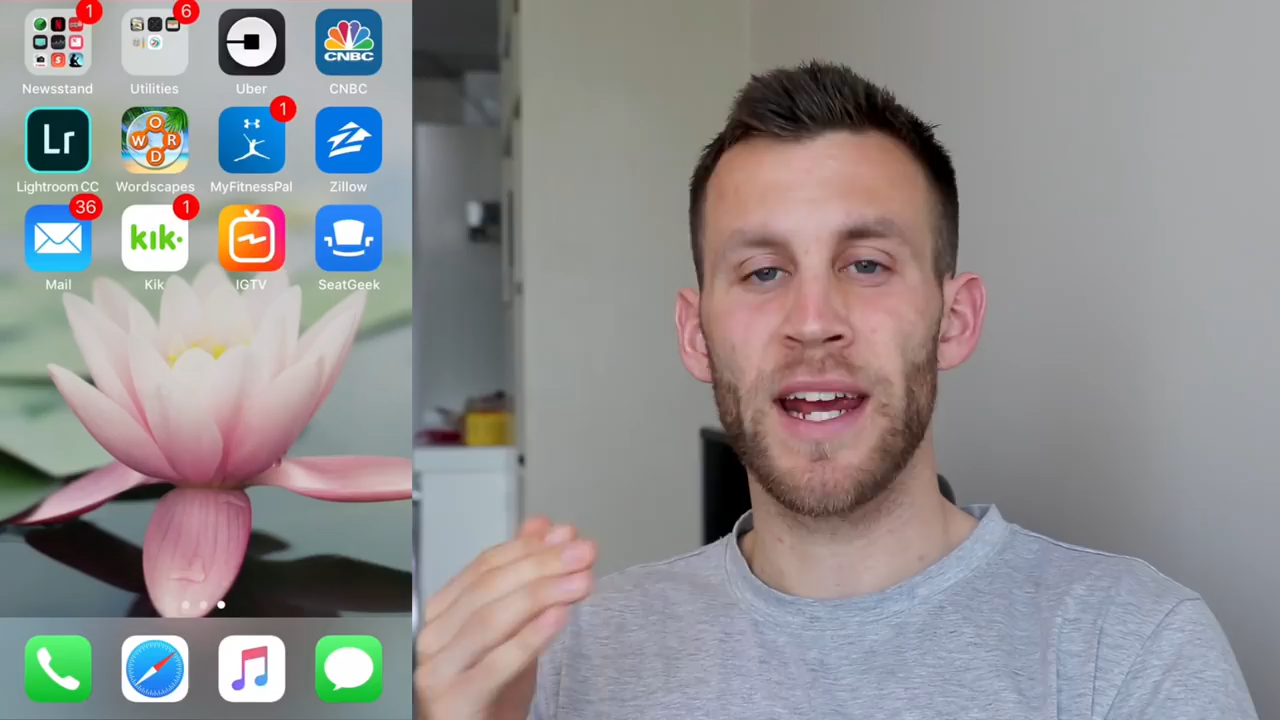 1
6
Newsstand
Utilities
Uber
CNBC
CNBC
1
Lr
W O R D
Lightroom CC
Wordscapes
MyFitnessPal
Zillow
36
1
kik.
Mail
Kik
IGTV
SeatGeek